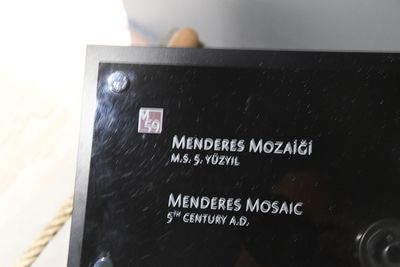 M
59
MENDERES MOZAİĞİ
M.S. 5. YÜZYIL
MENDERES MOSAIC
5TH CENTURY A.D.